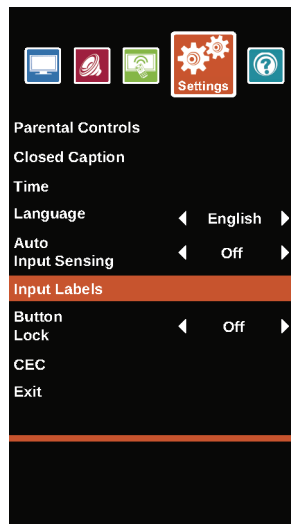 Settings
?
Parental Controls
Closed Caption
Time
Language
English
Auto
Input Sensing
Off
Input Labels
Button
Lock
Off
CEC
Exit